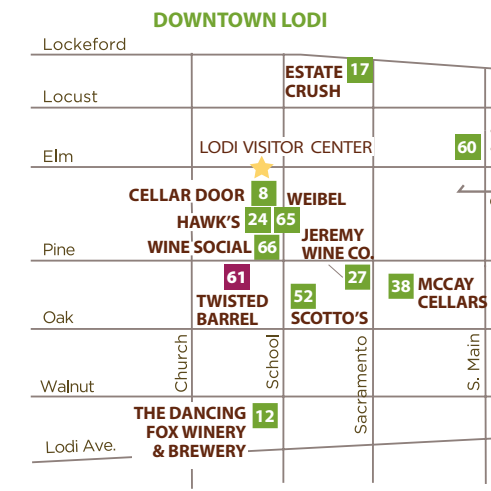 DOWNTOWN LODI
Lockeford
ESTATE 17
CRUSH
Locust
LODI VISITOR CENTER
Elm
60
CELLAR DOOR 8 WEIBEL
HAWK'S 24 65
JEREMY
WINE SOCIAL 66 WINE CO.
Pine
61
27
38 MCCAY
CELLARS
52
TWISTED
BARREL
SCOTTO'S
Oak
Church
School
Sacramento
S. Main
Walnut
THE DANCING 12
FOX WINERY
& BREWERY
Lodi Ave.